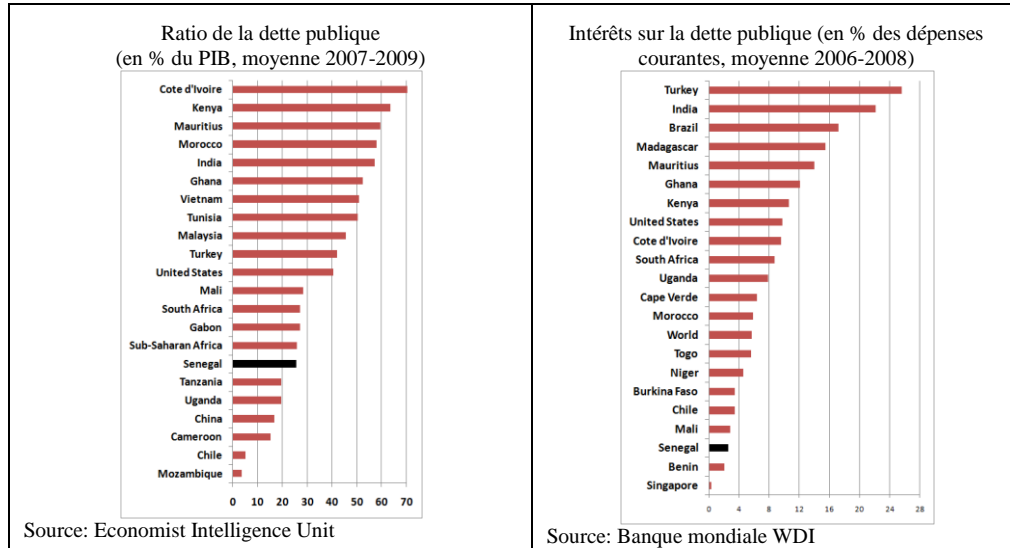 Ratio de la dette publique
(en % du PIB, moyenne 2007-2009)
Cote d'Ivoire
Kenya
Mauritius
Morocco
India
Ghana
Vietnam
Tunisia
Malaysia
Turkey
United States
Mali
South Africa
Gabon
Sub-Saharan Africa
Senegal
Tanzania
Uganda
China
Cameroon
Chile
Mozambique
0 10 20 30 40 50 60 70
Source: Economist Intelligence Unit
Intérêts sur la dette publique (en % des dépenses
courantes, moyenne 2006-2008)
Turkey
India
Brazil
Madagascar
Mauritius
Ghana
Kenya
United States
Cote d'Ivoire
South Africa
Uganda
Cape Verde
Morocco
World
Togo
Niger
Burkina Faso
Chile
Mali
Senegal
Benin
Singapore
0 4 8 12 16 20 24 28
Source: Banque mondiale WDI